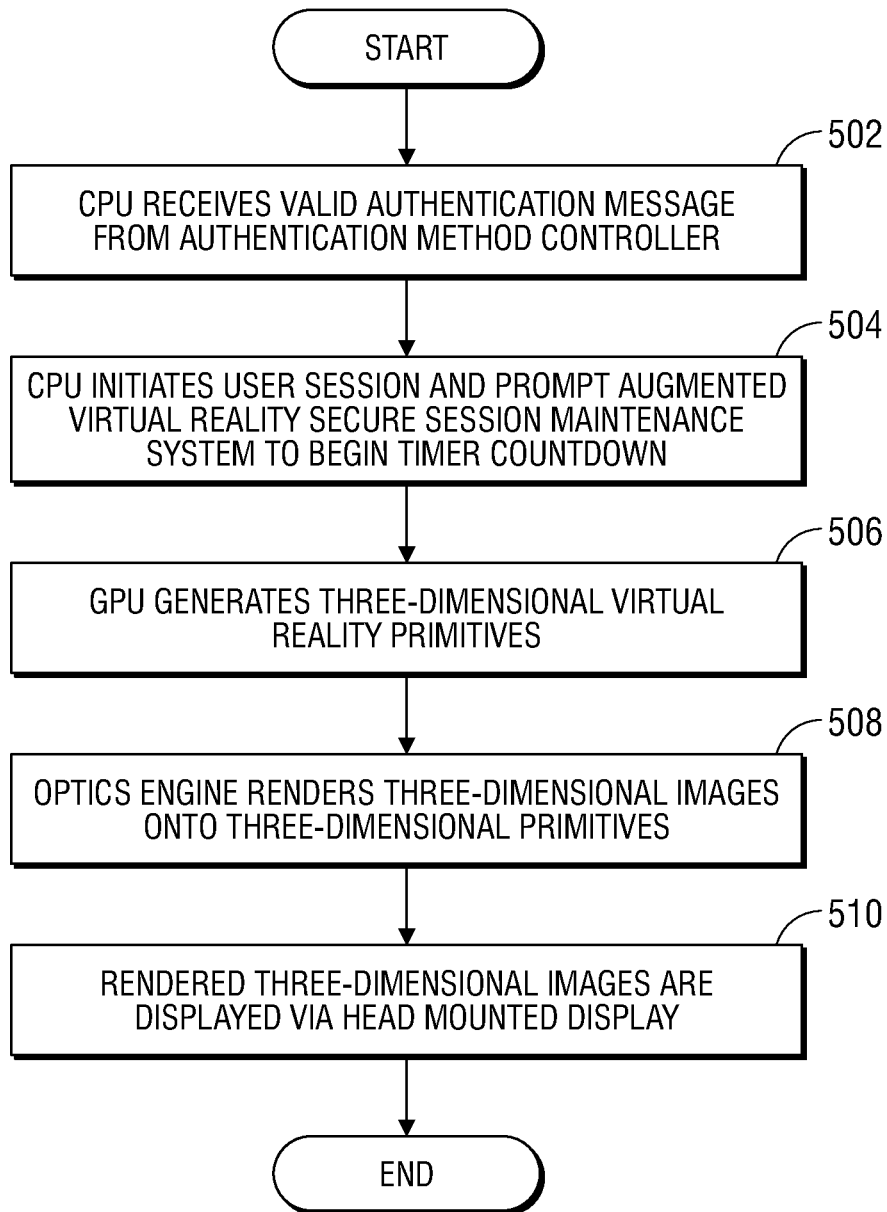 START
502
CPU RECEIVES VALID AUTHENTICATION MESSAGE
FROM AUTHENTICATION METHOD CONTROLLER
504
CPU INITIATES USER SESSION AND PROMPT AUGMENTED
VIRTUAL REALITY SECURE SESSION MAINTENANCE
SYSTEM TO BEGIN TIMER COUNTDOWN
506
GPU GENERATES THREE-DIMENSIONAL VIRTUAL
REALITY PRIMITIVES
508
OPTICS ENGINE RENDERS THREE-DIMENSIONAL IMAGES
ONTO THREE-DIMENSIONAL PRIMITIVES
510
RENDERED THREE-DIMENSIONAL IMAGES ARE
DISPLAYED VIA HEAD MOUNTED DISPLAY
END